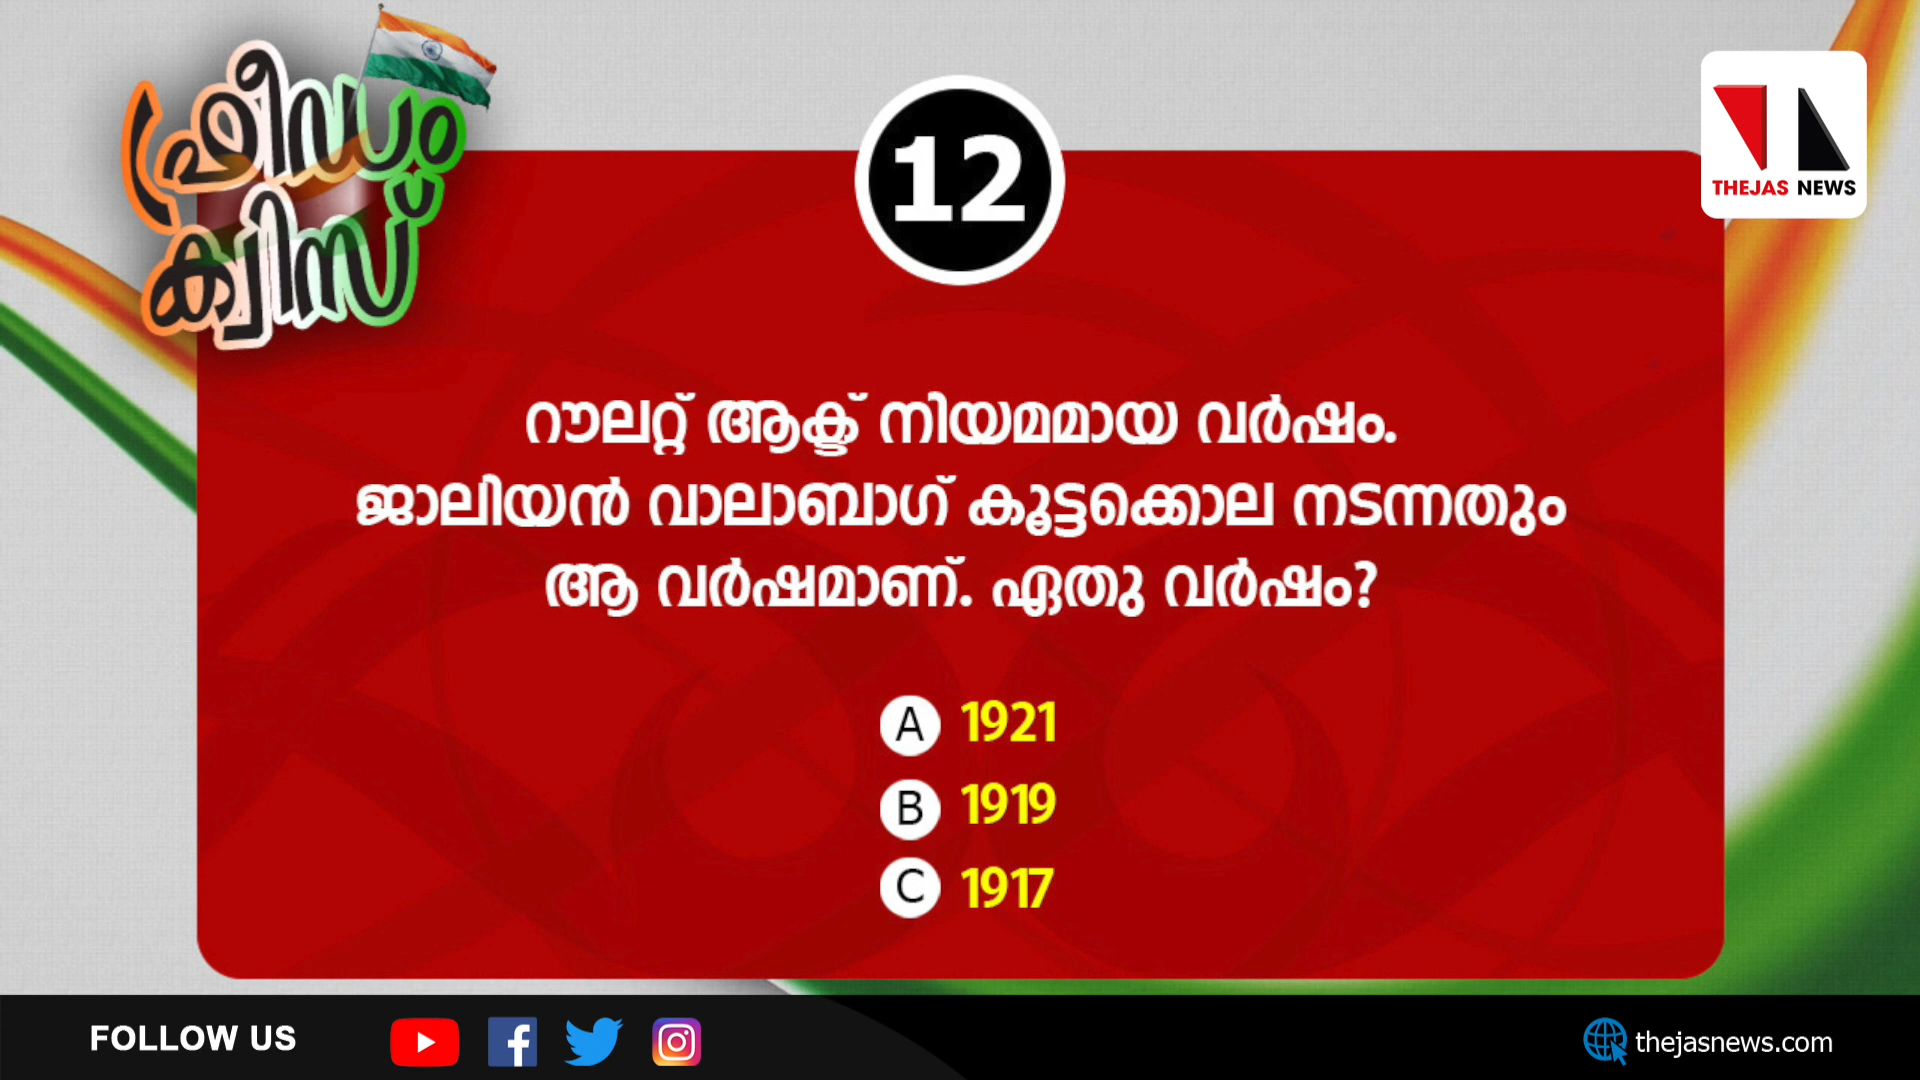 ഫ്രീഡം
ക്വിസ്
12
THEJAS NEWS
റൗലറ്റ് ആക്ട് നിയമമായ വർഷം.
ജാലിയൻ വാലാബാഗ് കൂട്ടക്കൊല നടന്നതും
ആ വർഷമാണ്. ഏതു വർഷം?
A 1921
B 1919
C 1917
FOLLOW US
thejasnews.com